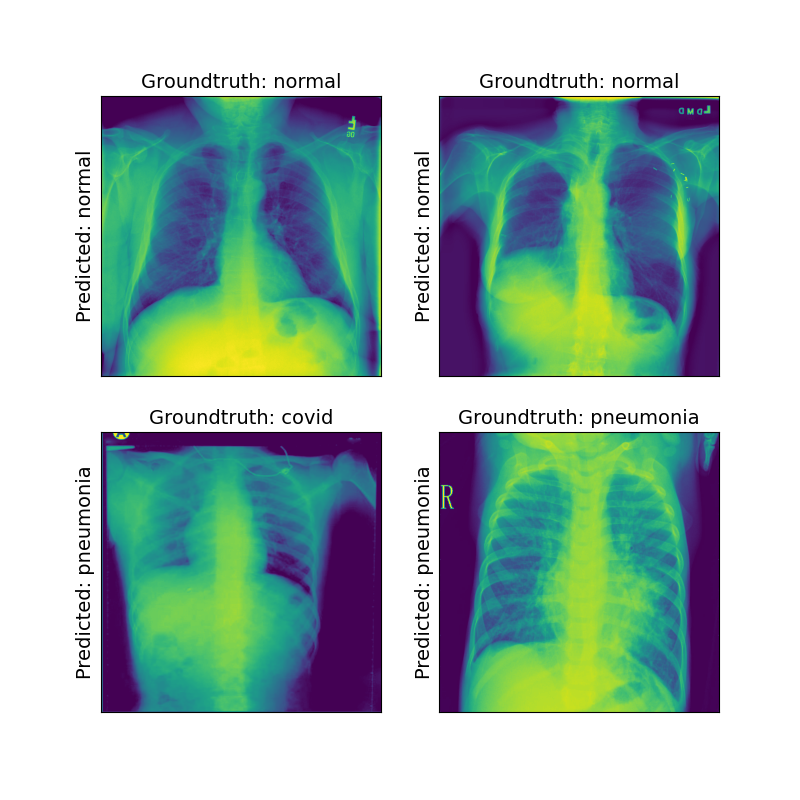 Groundtruth: normal
Predicted: normal
Groundtruth: normal
Predicted: normal
Groundtruth: covid
Predicted: pneumonia
Groundtruth: pneumonia
Predicted: pneumonia
R